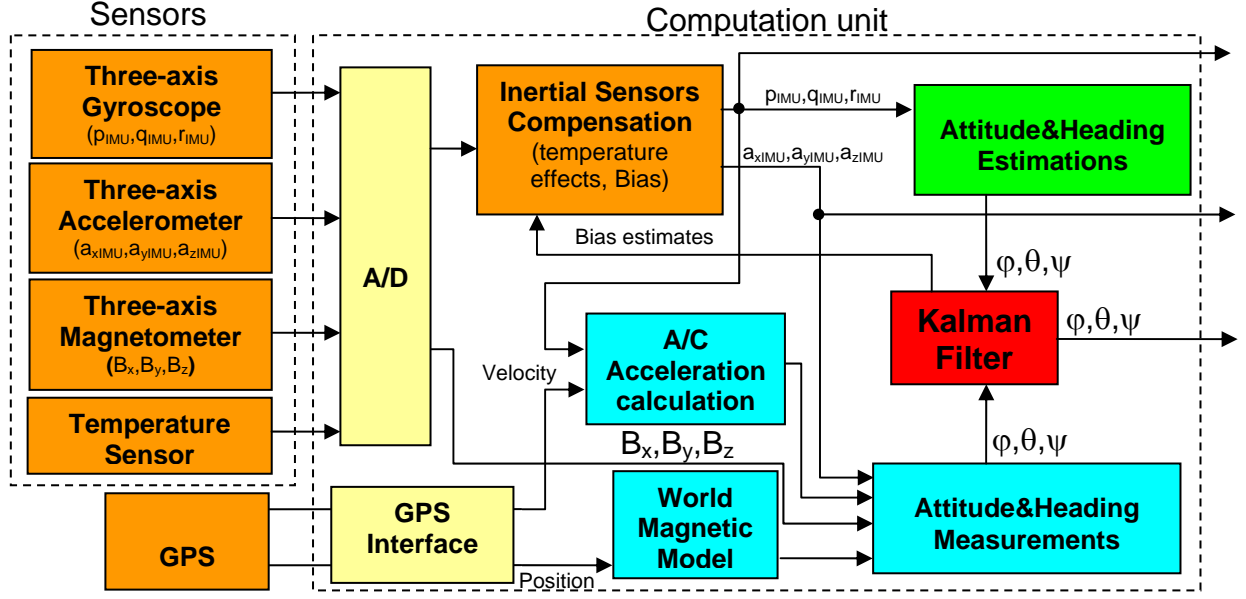 Sensors
Computation unit
Three-axis
Gyroscope
(pIMU,qIMU,rIMU)
Three-axis
Accelerometer
(axIMU,ayIMU,azIMU)
Three-axis
Magnetometer
(Bx,By,Bz)
Temperature
Sensor
GPS
A/D
GPS
Interface
Inertial Sensors
Compensation
(temperature
effects, Bias)
pIMU,qIMU,rIMU
axIMU,ayIMU,azIMU
Attitude&Heading
Estimations
Bias estimates
φ,θ,ψ
Kalman
Filter
φ,θ,ψ
A/C
Acceleration
calculation
Velocity
Bx,By,Bz
φ,θ,ψ
World
Magnetic
Model
Attitude&Heading
Measurements
Position